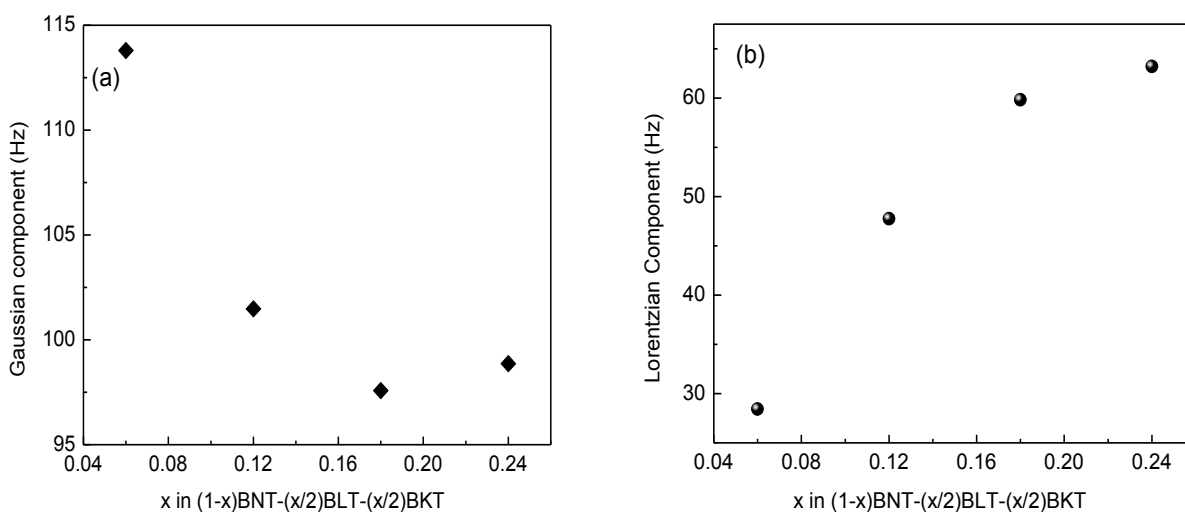 115
(a)
110
105
100
95
Gaussian component (Hz)
0.04 0.08 0.12 0.16 0.20 0.24
x in (1-x)BNT-(x/2)BLT-(x/2)BKT
(b)
60
50
40
30
Lorentzian Component (Hz)
0.04 0.08 0.12 0.16 0.20 0.24
x in (1-x)BNT-(x/2)BLT-(x/2)BKT